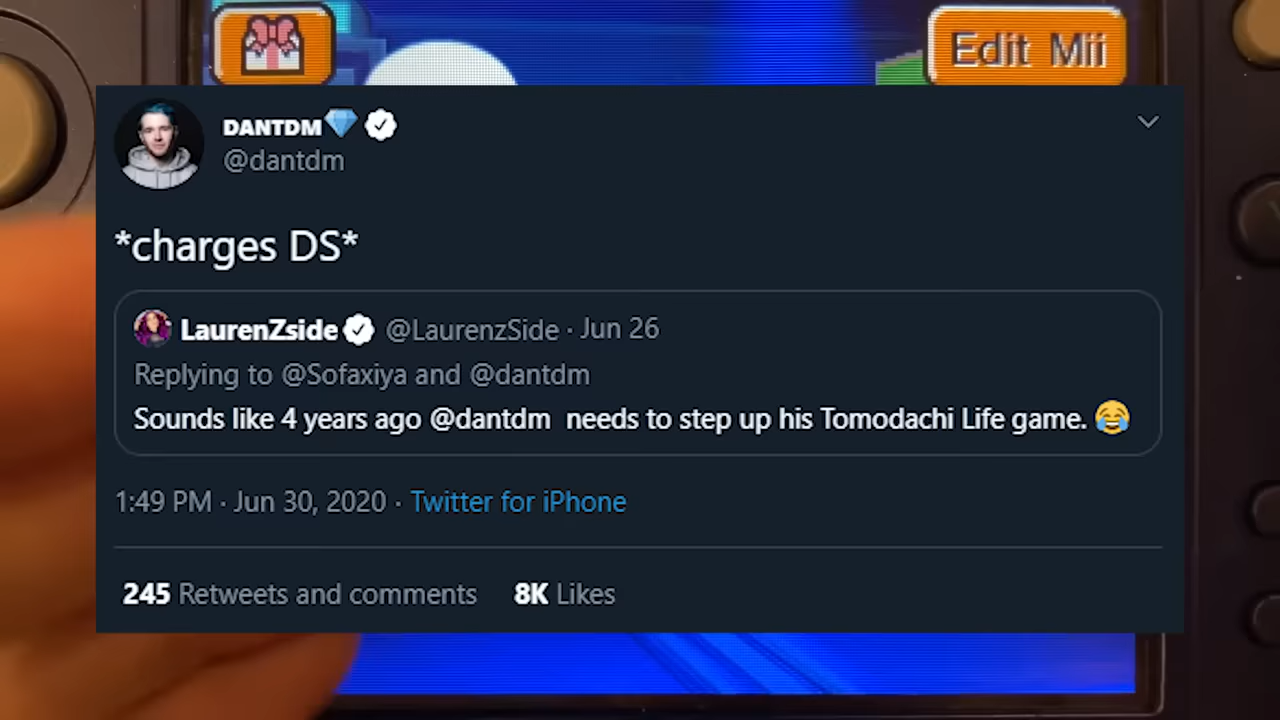 Edit Mii
DANTDM💎
@dantdm
*charges DS*
LaurenZside @LaurenzSide · Jun 26
Replying to @Sofaxiya and @dantdm
Sounds like 4 years ago @dantdm needs to step up his Tomodachi Life game. 😂
1:49 PM · Jun 30, 2020 · Twitter for iPhone
245 Retweets and comments 8K Likes